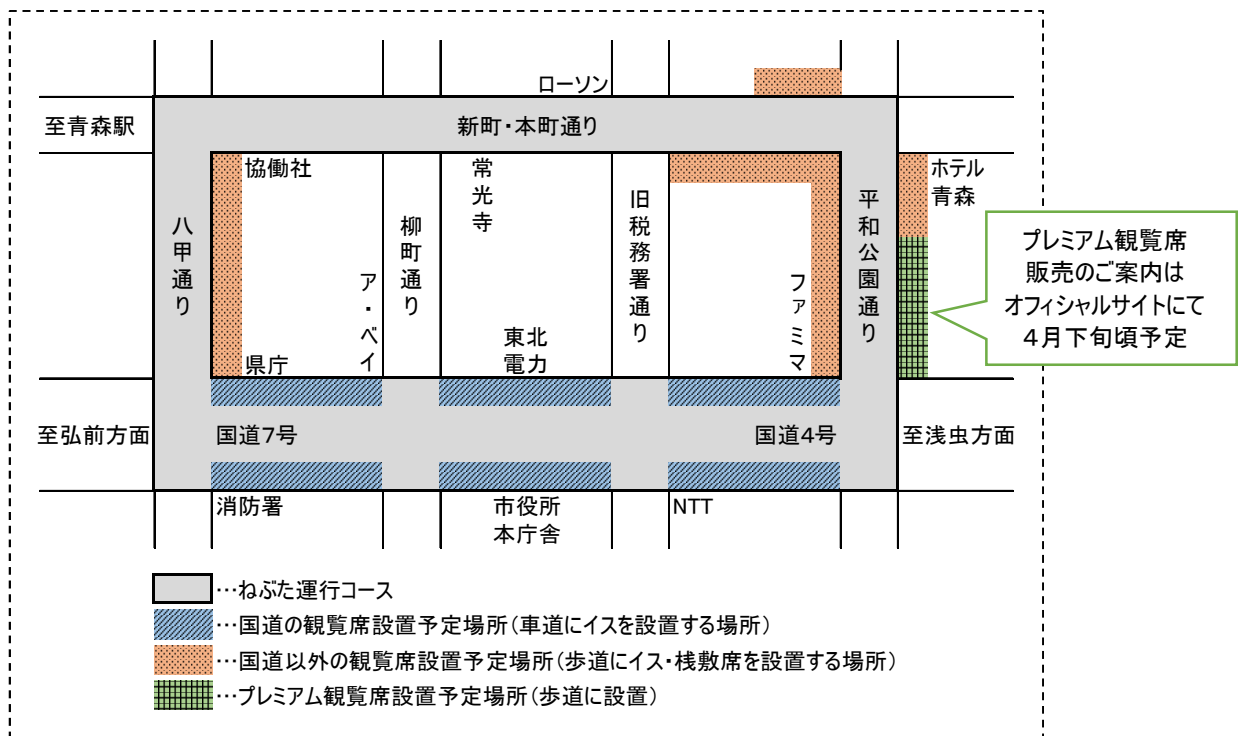 ローソン
至青森駅
新町・本町通り
協働社
常光寺
ホテル
青森
八甲通り
柳町通り
旧税務署通り
平和公園通り
ア・ベイ
ファミマ
プレミアム観覧席
販売のご案内は
オフィシャルサイトにて
４月下旬頃予定
県庁
東北
電力
至弘前方面
国道7号
国道4号
至浅虫方面
消防署
市役所
本庁舎
NTT
…ねぶた運行コース
…国道の観覧席設置予定場所(車道にイスを設置する場所)
…国道以外の観覧席設置予定場所(歩道にイス・桟敷席を設置する場所)
…プレミアム観覧席設置予定場所(歩道に設置)